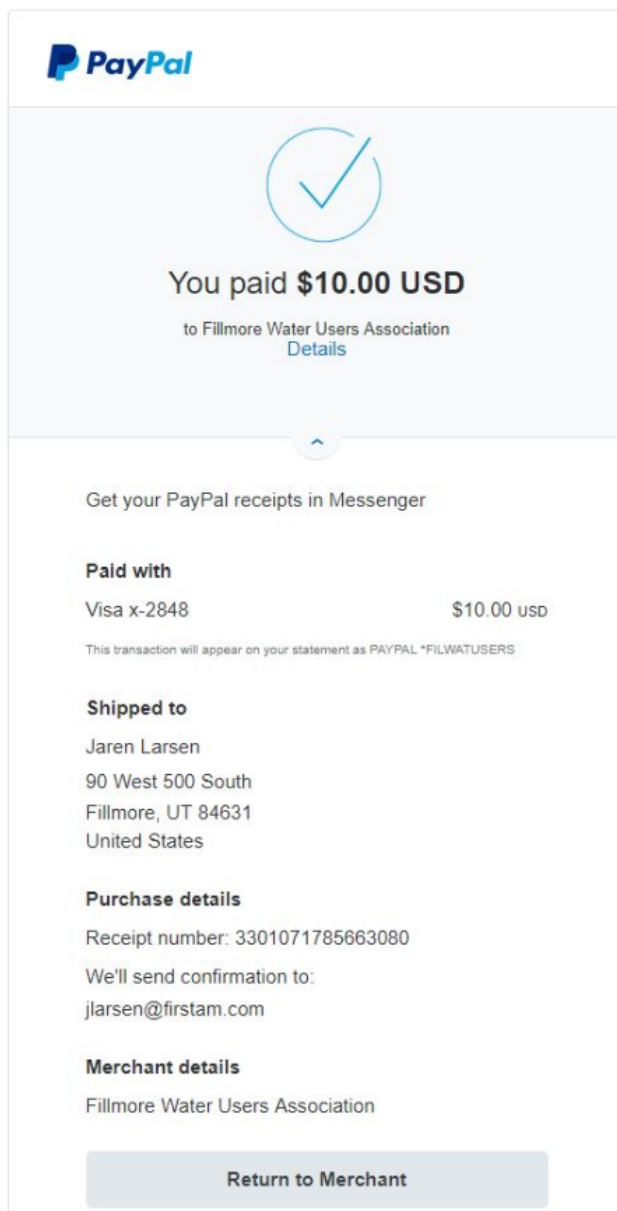 PayPal
You paid $10.00 USD
to Fillmore Water Users Association
Details
Get your PayPal receipts in Messenger
Paid with
Visa x-2848 $10.00 USD
This transaction will appear on your statement as PAYPAL *FILWATUSERS
Shipped to
Jaren Larsen
90 West 500 South
Fillmore, UT 84631
United States
Purchase details
Receipt number: 3301071785663080
We'll send confirmation to:
jlarsen@firstam.com
Merchant details
Fillmore Water Users Association
Return to Merchant